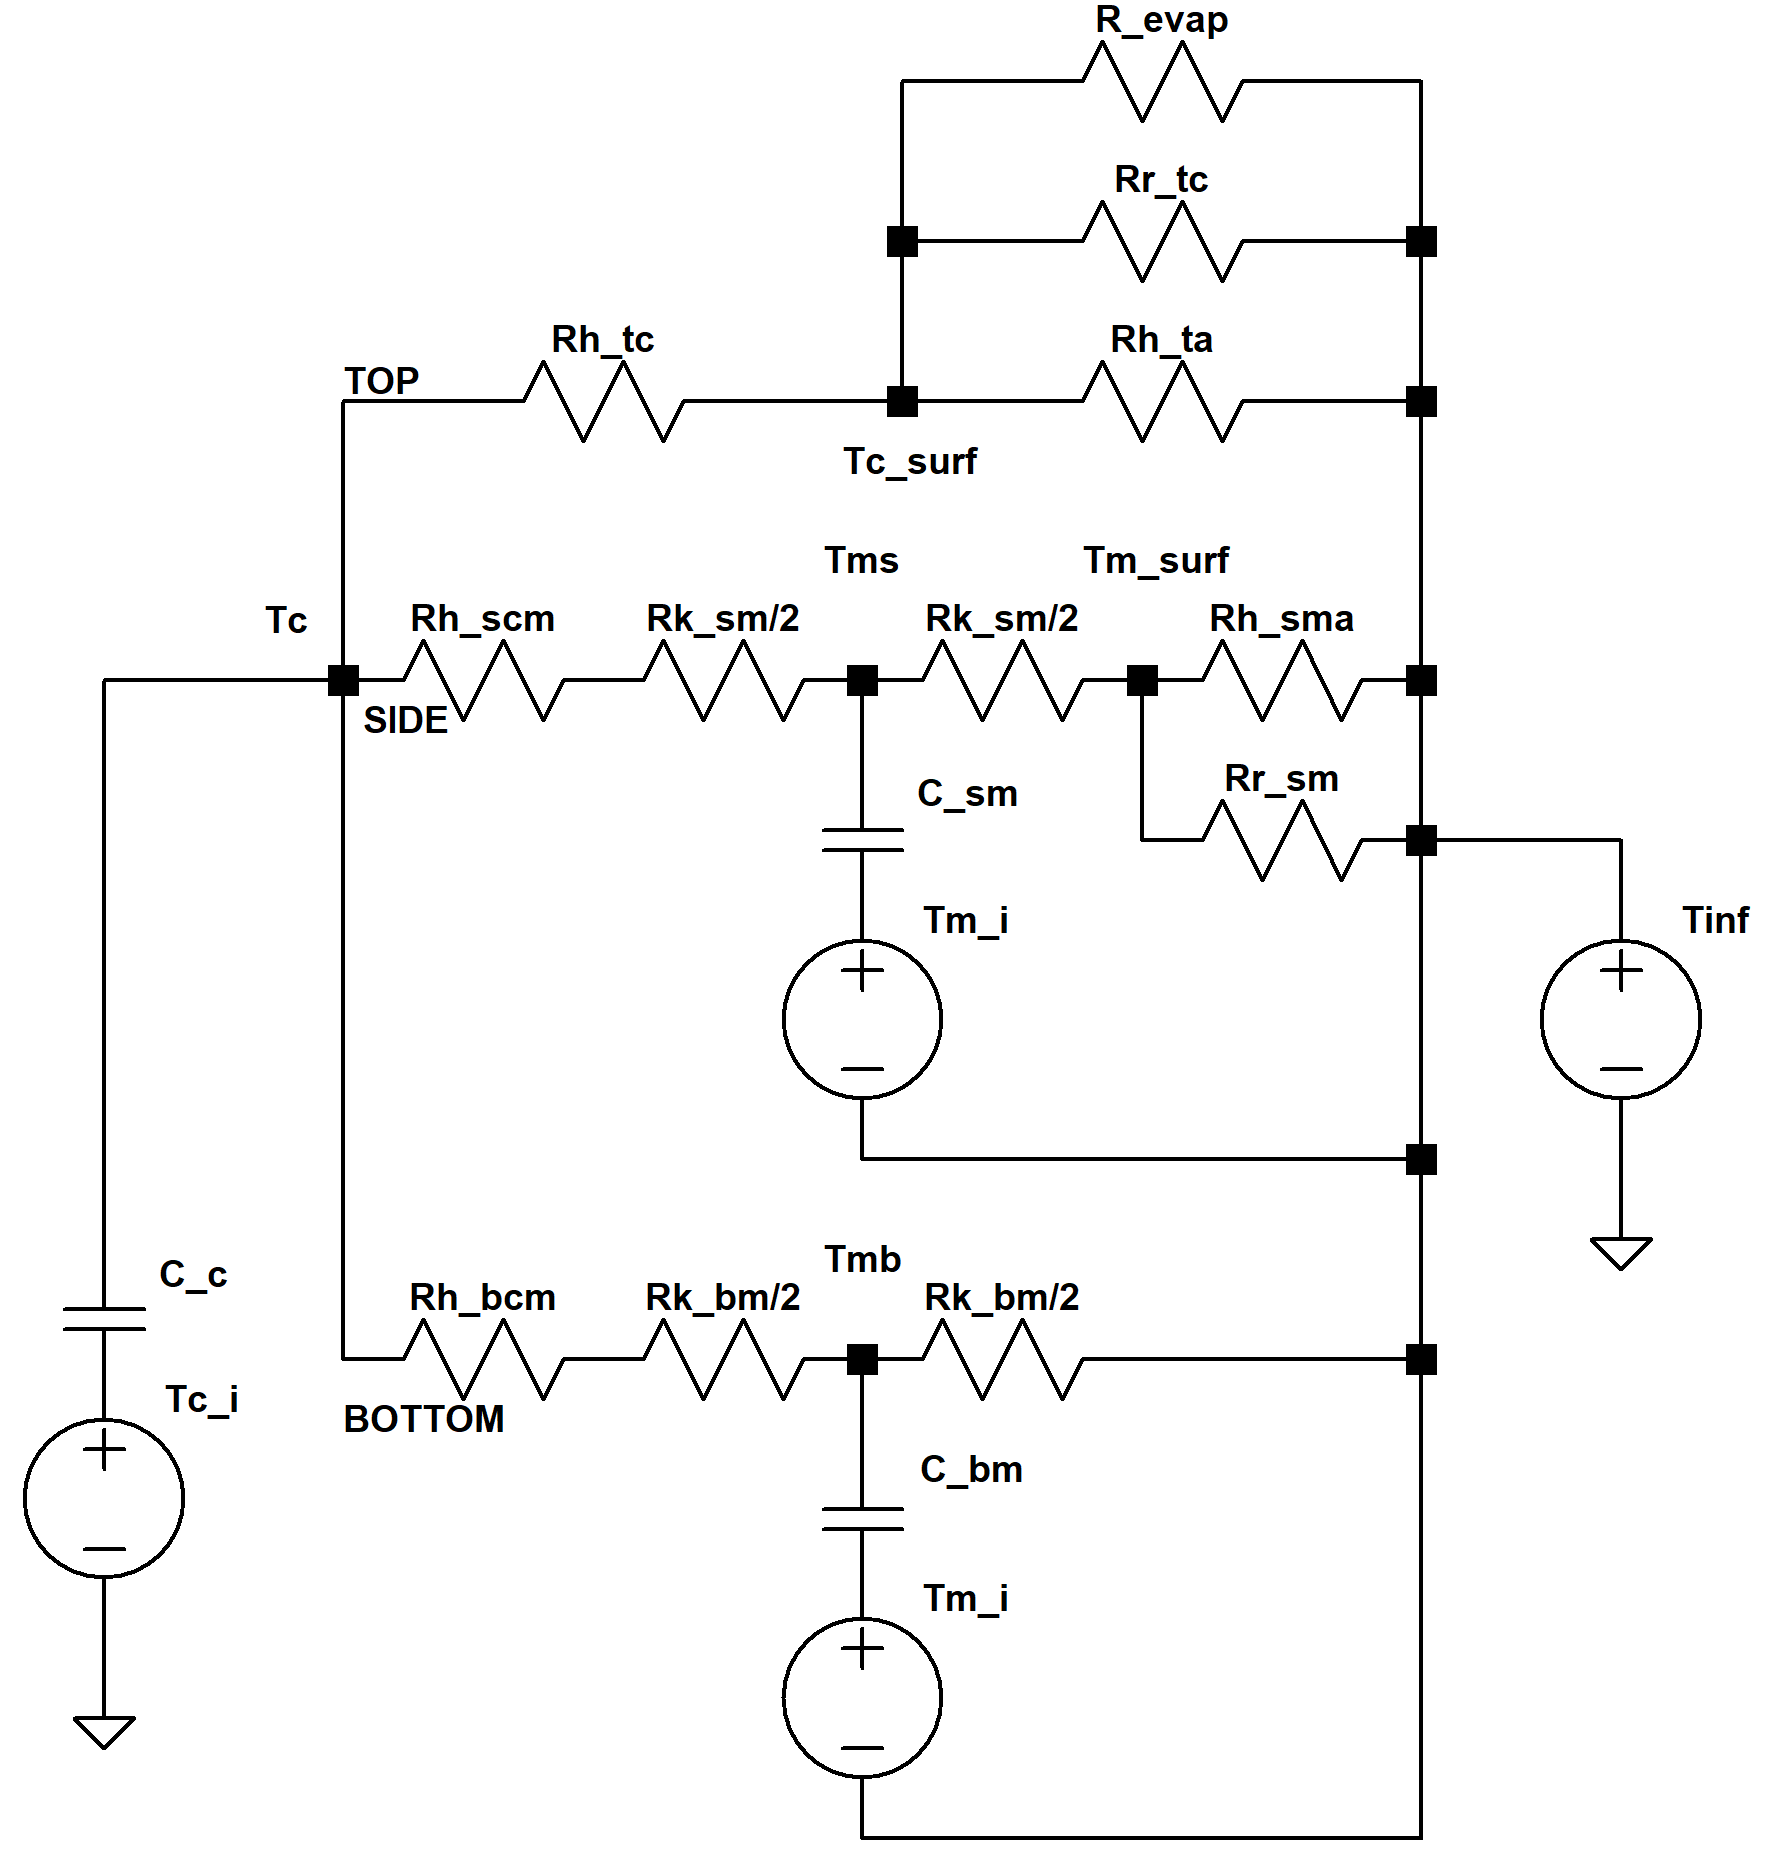 R_evap
Rr_tc
Rh_tc
Rh_ta
TOP
Tc_surf
Tms
Tm_surf
Tc
Rh_scm
Rk_sm/2
Rk_sm/2
Rh_sma
SIDE
Rr_sm
C_sm
Tm_i
Tinf
Tmb
C_c
Rh_bcm
Rk_bm/2
Rk_bm/2
Tc_i
BOTTOM
C_bm
Tm_i